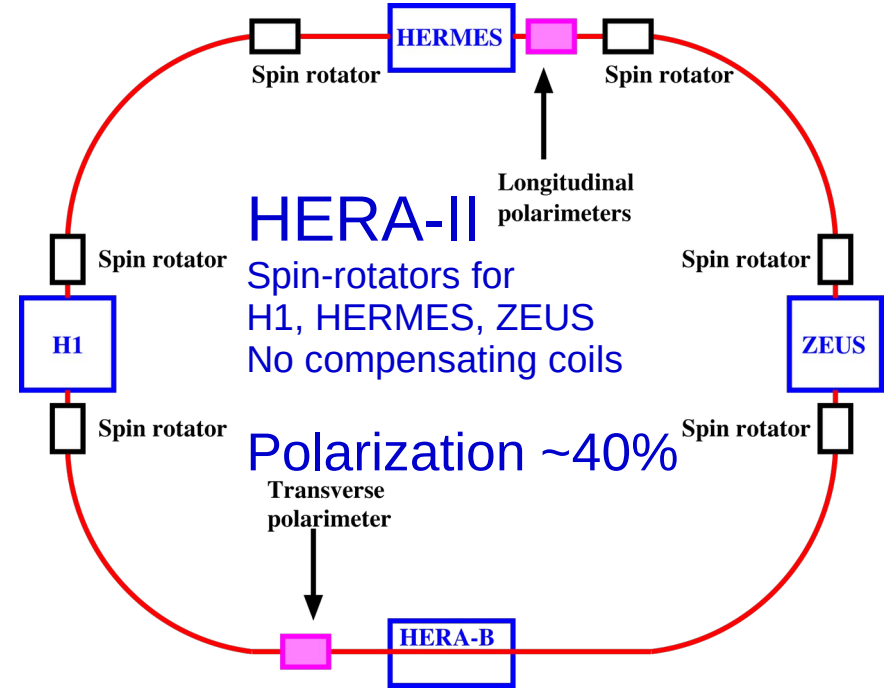 HERMES
Spin rotator
Spin rotator
Longitudinal
polarimeters
HERA-II
Spin-rotators for
H1, HERMES, ZEUS
No compensating coils
Spin rotator
Spin rotator
H1
ZEUS
Spin rotator
Spin rotator
Polarization ~40%
Transverse
polarimeter
HERA-B